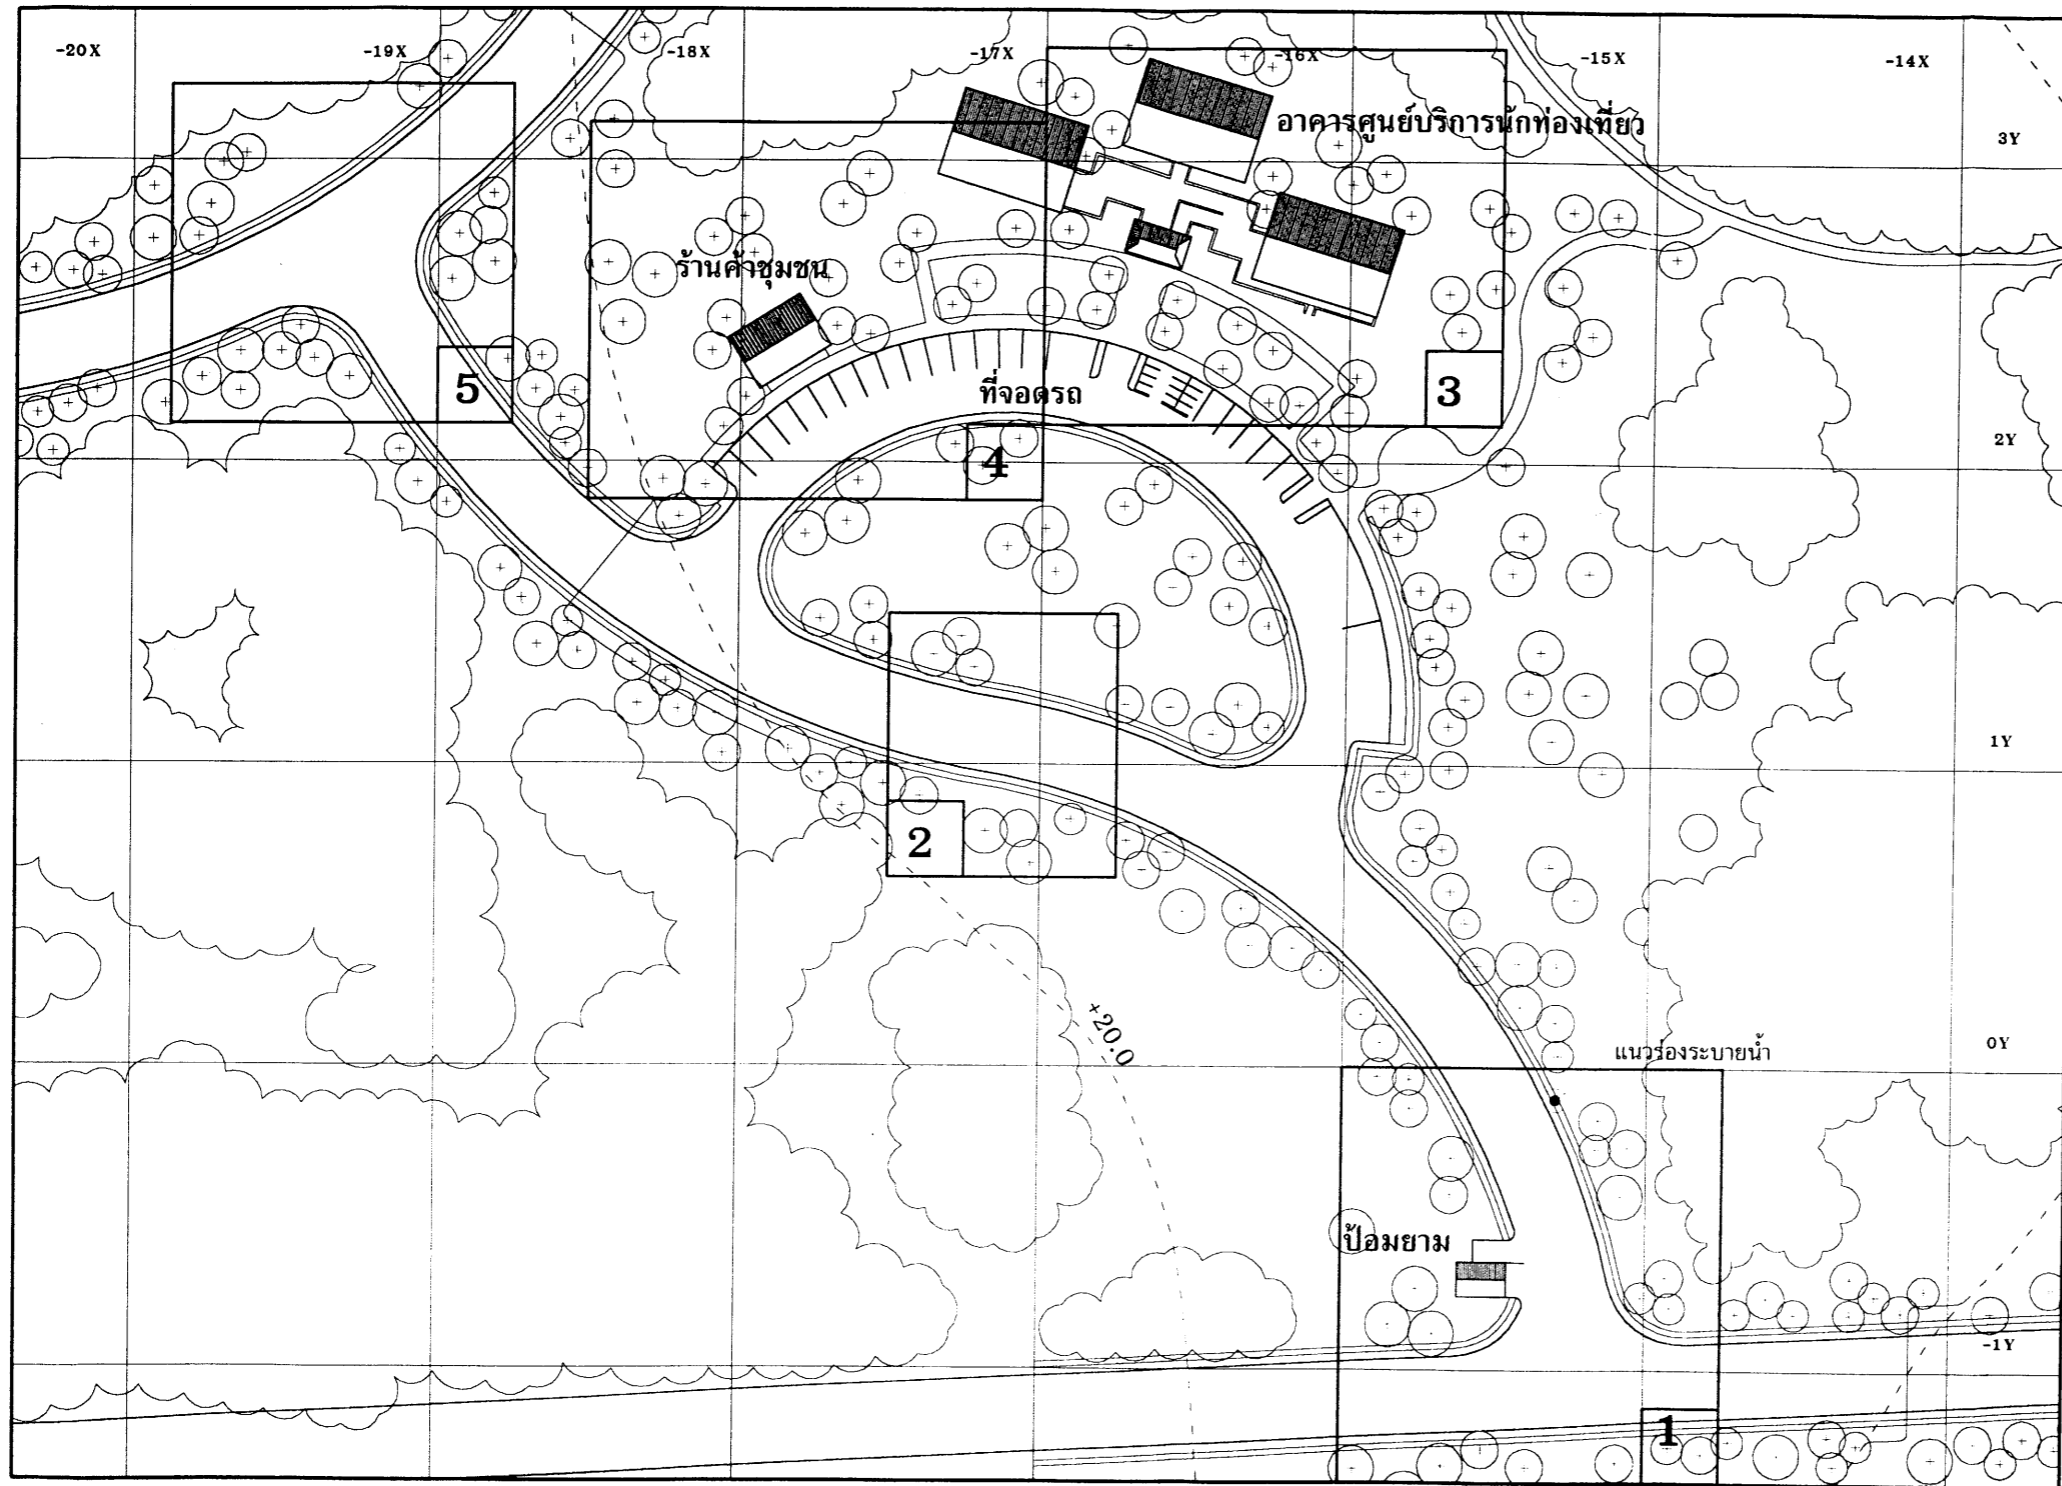 -20X
-19X
-18X
-17X
-16X
-15X
-14X
อาคารศูนย์บริการนักท่องเที่ยว
3Y
ร้านค้าชุมชน
5
ที่จอดรถ
3
2Y
4
1Y
2
+20.0
0Y
แนวร่องระบายน้ำ
ป้อมยาม
-1Y
1